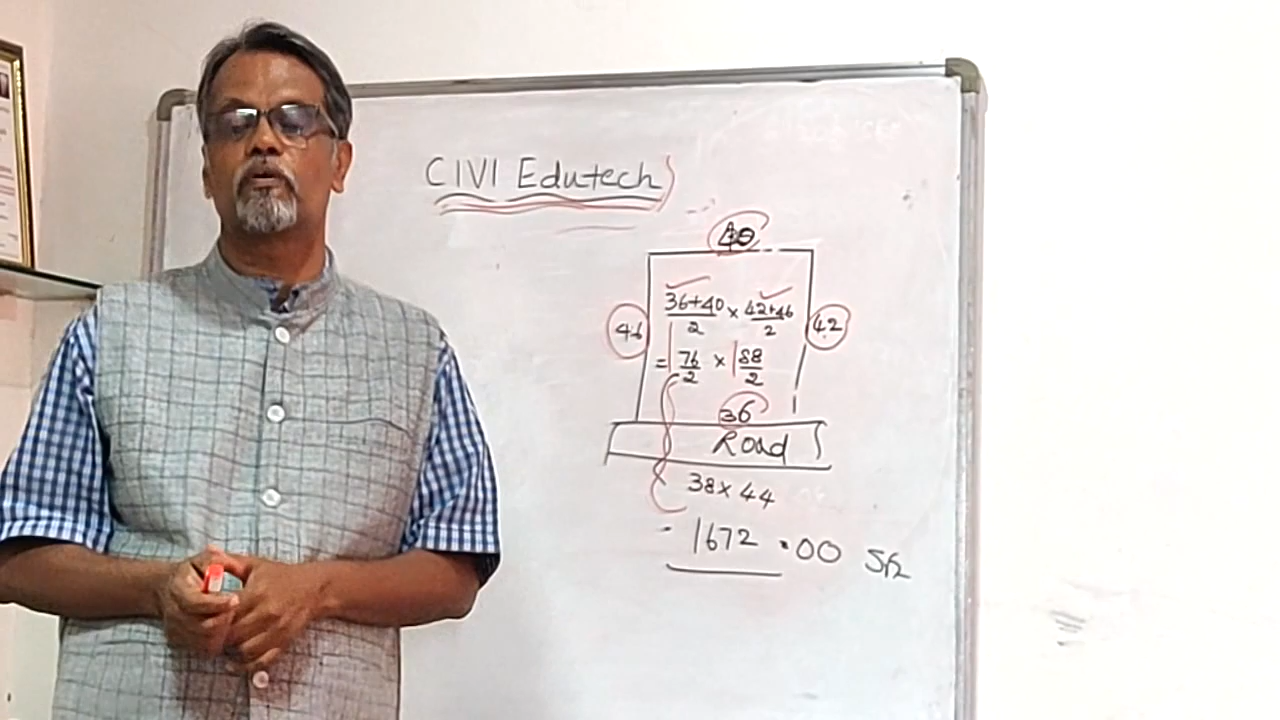 CIVI Edutech
40
36+40/2 × 42+46/2
46
42
= 76/2 × 88/2
36
Road
38 × 44
1672.00 Sft